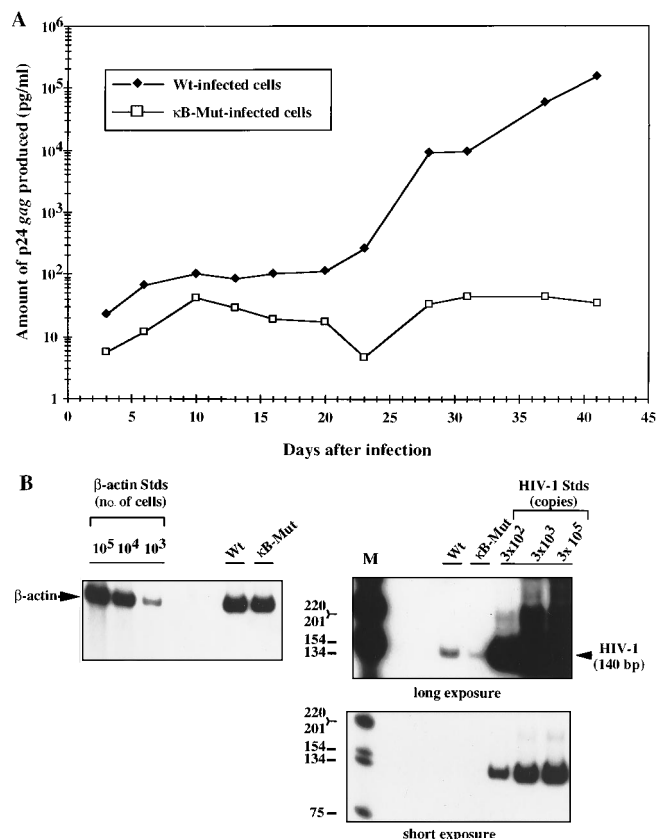 A
Amount of p24 gag produced (pg/ml)
10⁶
10⁵
10⁴
10³
10²
10
1
Wt-infected cells
κB-Mut-infected cells
0 5 10 15 20 25 30 35 40 45
Days after infection
B
β-actin Stds
(no. of cells)
10⁵ 10⁴ 10³
Wt κB-Mut
β-actin
HIV-1 Stds
(copies)
M Wt κB-Mut 3x10² 3x10³ 3x10⁵
220
201
154
134
HIV-1
(140 bp)
long exposure
220
201
154
134
75
short exposure